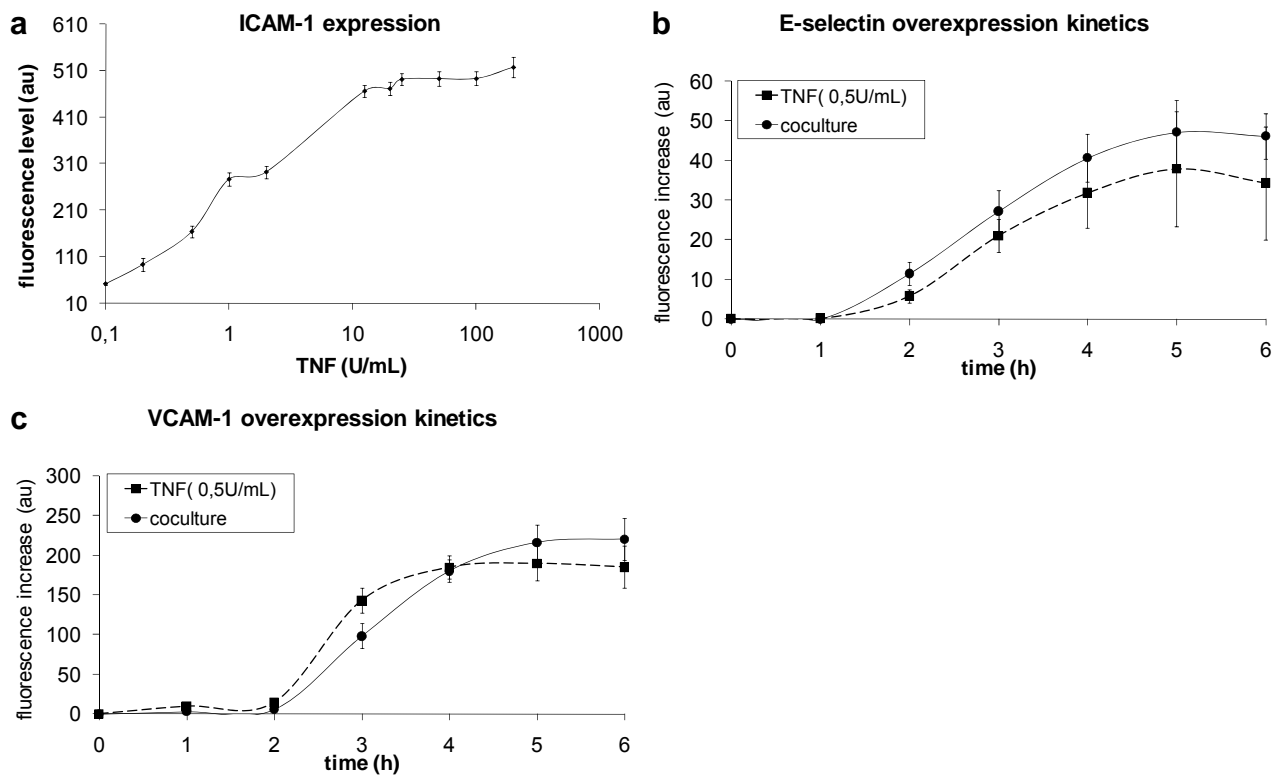 a
ICAM-1 expression
fluorescence level (au)
610
510
410
310
210
110
10
0,1
1
10
100
1000
TNF (U/mL)
b
E-selectin overexpression kinetics
fluorescence increase (au)
60
50
40
30
20
10
0
TNF( 0,5U/mL)
coculture
0
1
2
3
4
5
6
time (h)
c
VCAM-1 overexpression kinetics
fluorescence increase (au)
300
250
200
150
100
50
0
TNF( 0,5U/mL)
coculture
0
1
2
3
4
5
6
time (h)